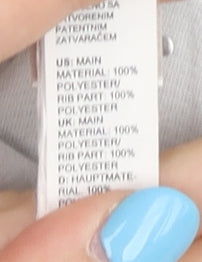 SA
ATVORENIM
PATENTNIM
ZATVARAČEM
US: MAIN
MATERIAL: 100%
POLYESTER/
RIB PART: 100%
POLYESTER
UK: MAIN
MATERIAL: 100%
POLYESTER/
RIB PART: 100%
POLYESTER
D: HAUPTMATE-
RIAL: 100%